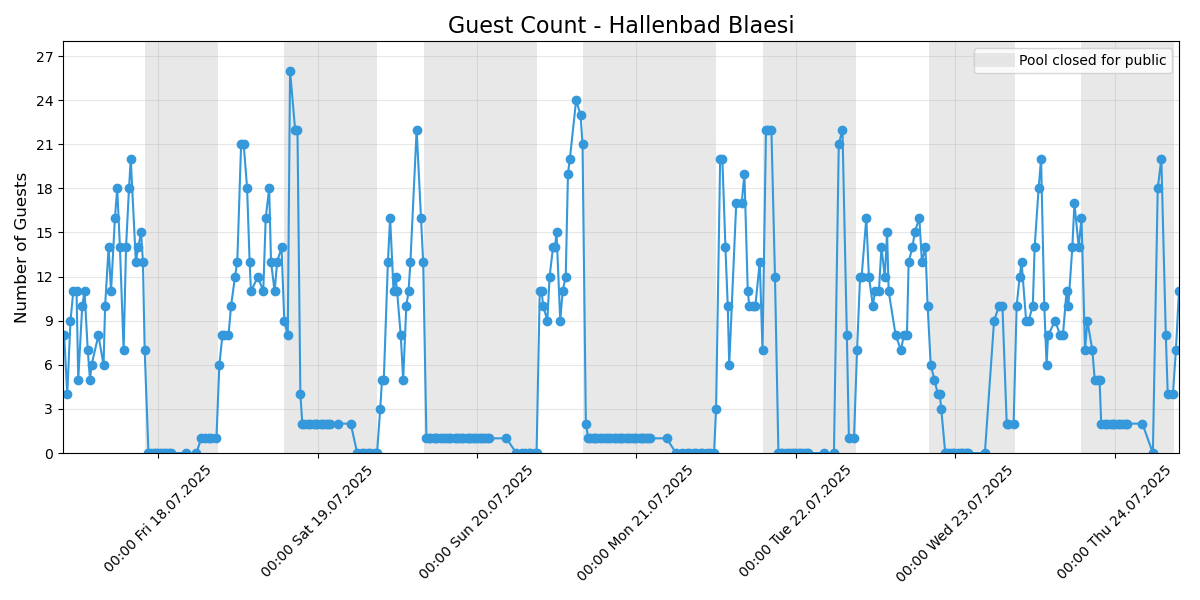 Guest Count - Hallenbad Blaesi
Pool closed for public
Number of Guests
27
24
21
18
15
12
9
6
3
0
00:00 Fri 18.07.2025
00:00 Sat 19.07.2025
00:00 Sun 20.07.2025
00:00 Mon 21.07.2025
00:00 Tue 22.07.2025
00:00 Wed 23.07.2025
00:00 Thu 24.07.2025